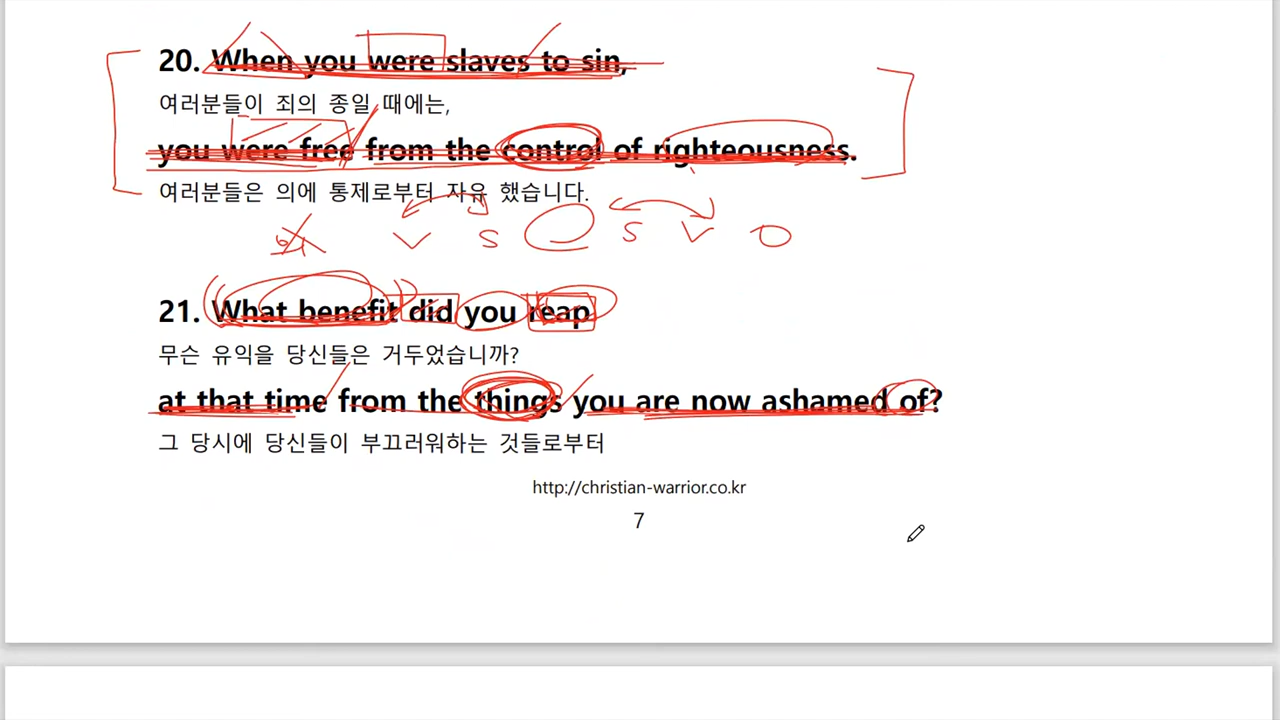 20. When you were slaves to sin,
여러분들이 죄의 종일 때에는,
you were free from the control of righteousness.
여러분들은 의에 통제로부터 자유 했습니다.
V S S V O
21. What benefit did you reap
무슨 유익을 당신들은 거두었습니까?
at that time from the things you are now ashamed of?
그 당시에 당신들이 부끄러워하는 것들로부터
http://christian-warrior.co.kr
7